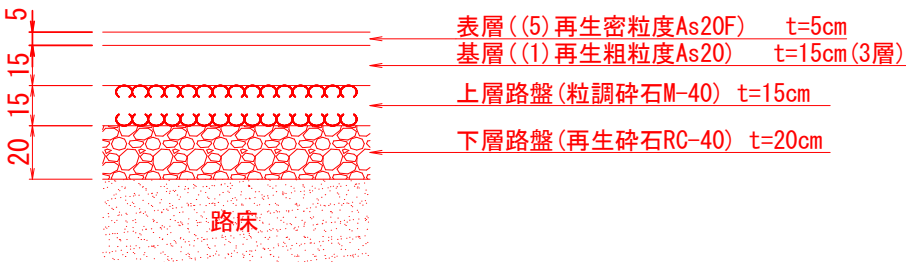 5
表層((5)再生密粒度As20F) t=5cm
15
基層((1)再生粗粒度As20) t=15cm(3層)
15
上層路盤(粒調砕石M-40) t=15cm
20
下層路盤(再生砕石RC-40) t=20cm
路床